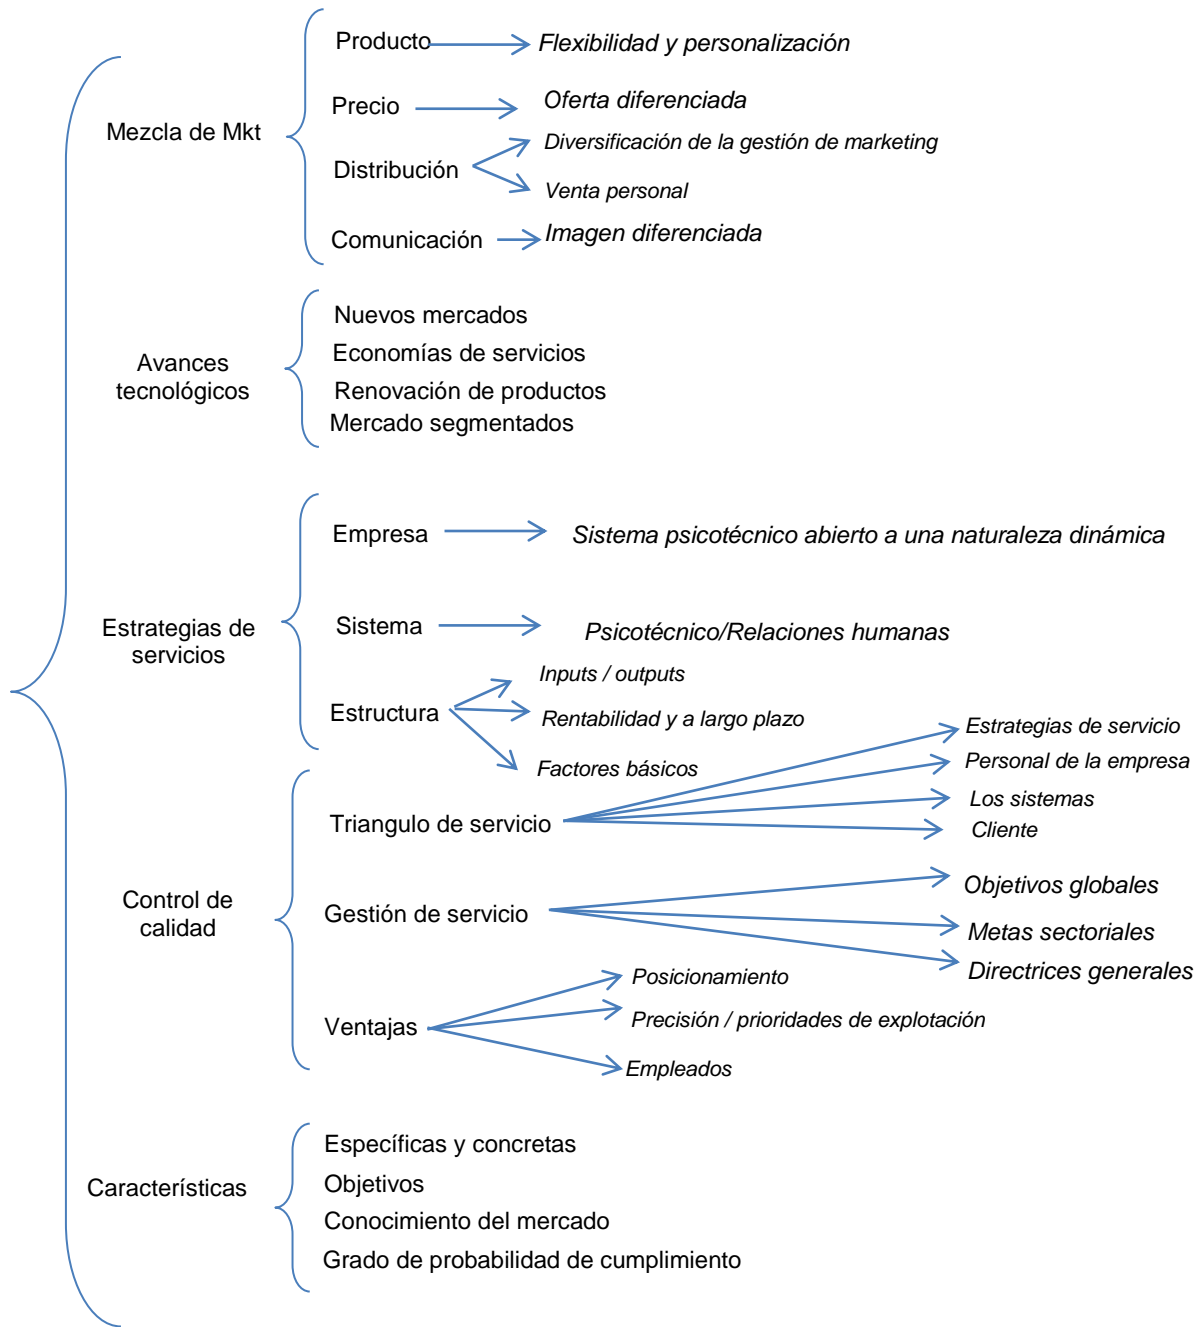 Mezcla de Mkt
Producto
Flexibilidad y personalización
Precio
Oferta diferenciada
Distribución
Diversificación de la gestión de marketing
Venta personal
Comunicación
Imagen diferenciada
Avances
tecnológicos
Nuevos mercados
Economías de servicios
Renovación de productos
Mercado segmentados
Estrategias de
servicios
Empresa
Sistema psicotécnico abierto a una naturaleza dinámica
Sistema
Psicotécnico/Relaciones humanas
Estructura
Inputs / outputs
Rentabilidad y a largo plazo
Factores básicos
Control de
calidad
Triangulo de servicio
Estrategias de servicio
Personal de la empresa
Los sistemas
Cliente
Gestión de servicio
Objetivos globales
Metas sectoriales
Directrices generales
Ventajas
Posicionamiento
Precisión / prioridades de explotación
Empleados
Características
Específicas y concretas
Objetivos
Conocimiento del mercado
Grado de probabilidad de cumplimiento